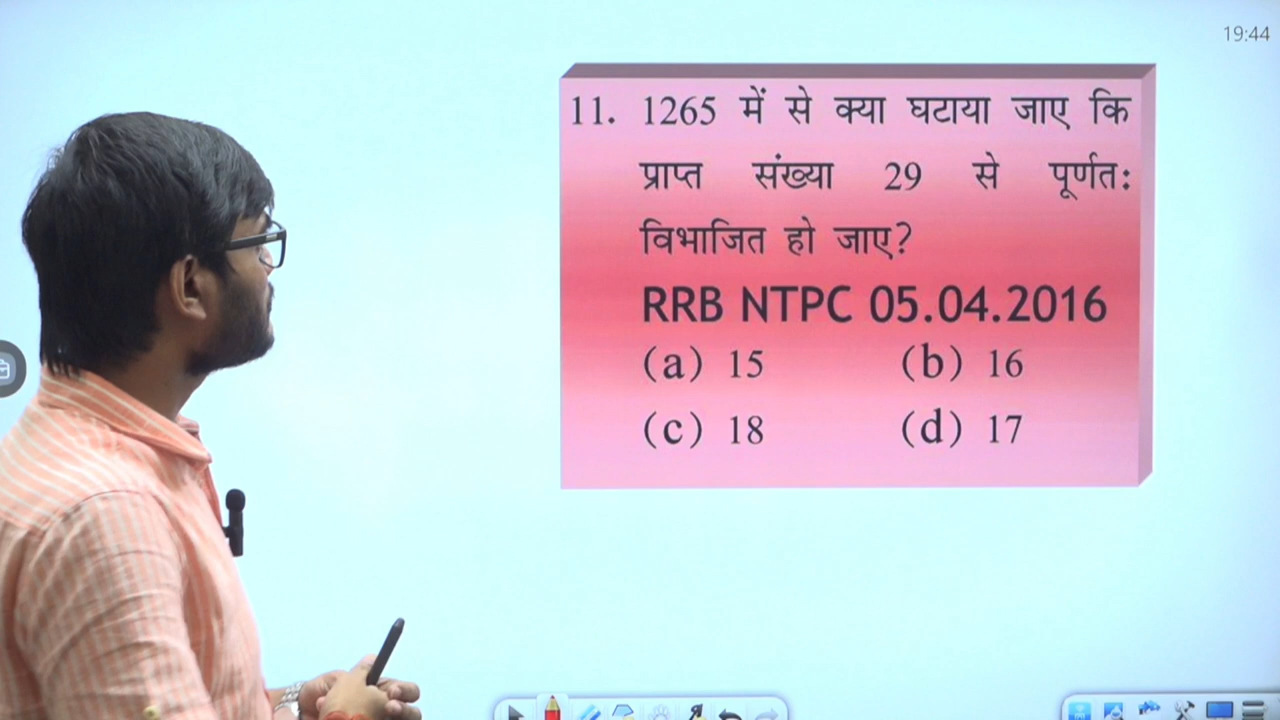 19:44
11. 1265 में से क्या घटाया जाए कि
प्राप्त संख्या 29 से पूर्णत:
विभाजित हो जाए?
RRB NTPC 05.04.2016
(a) 15 (b) 16
(c) 18 (d) 17